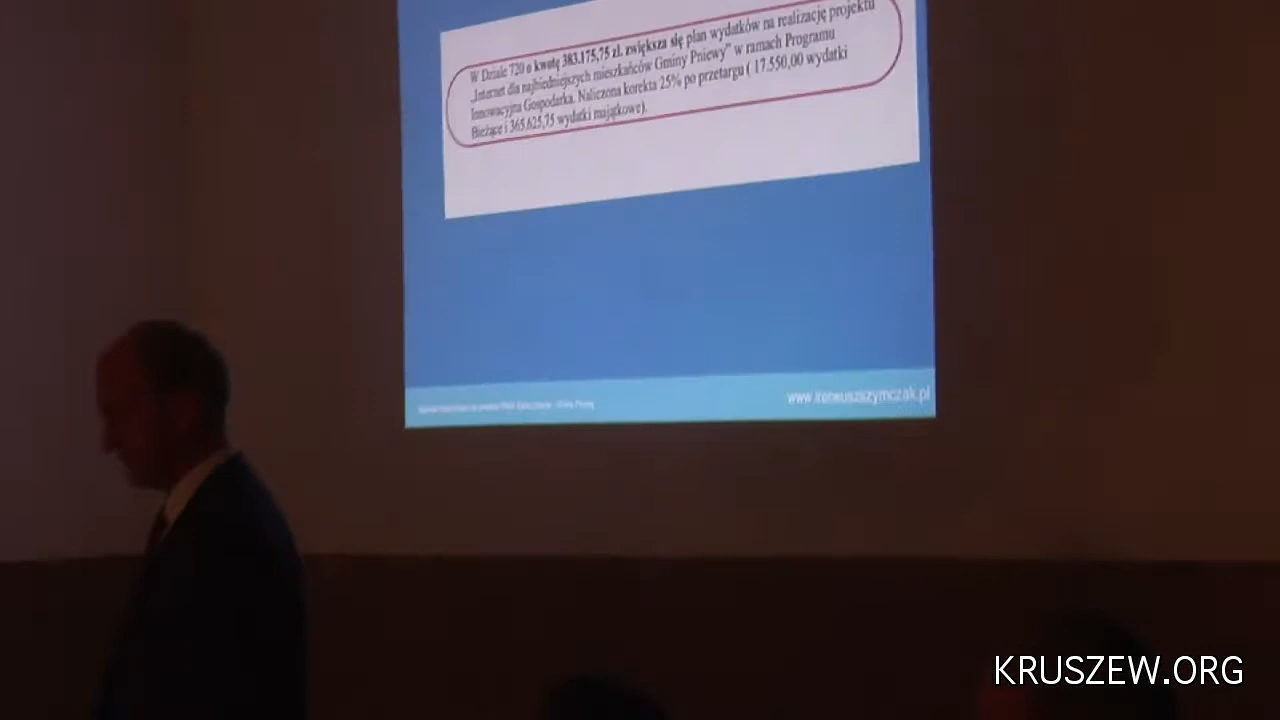 W Dziale 720 o kwotę 383.175,75 zł. zwiększa się plan wydatków na realizację projektu
„Internet dla najbiedniejszych mieszkańców Gminy Pniewy" w ramach Programu
Innowacyjna Gospodarka. Naliczona korekta 25% po przetargu ( 17.550,00 wydatki
Bieżące i 365.625,75 wydatki majątkowe).
www.ireneuszszymczak.pl
KRUSZEW.ORG